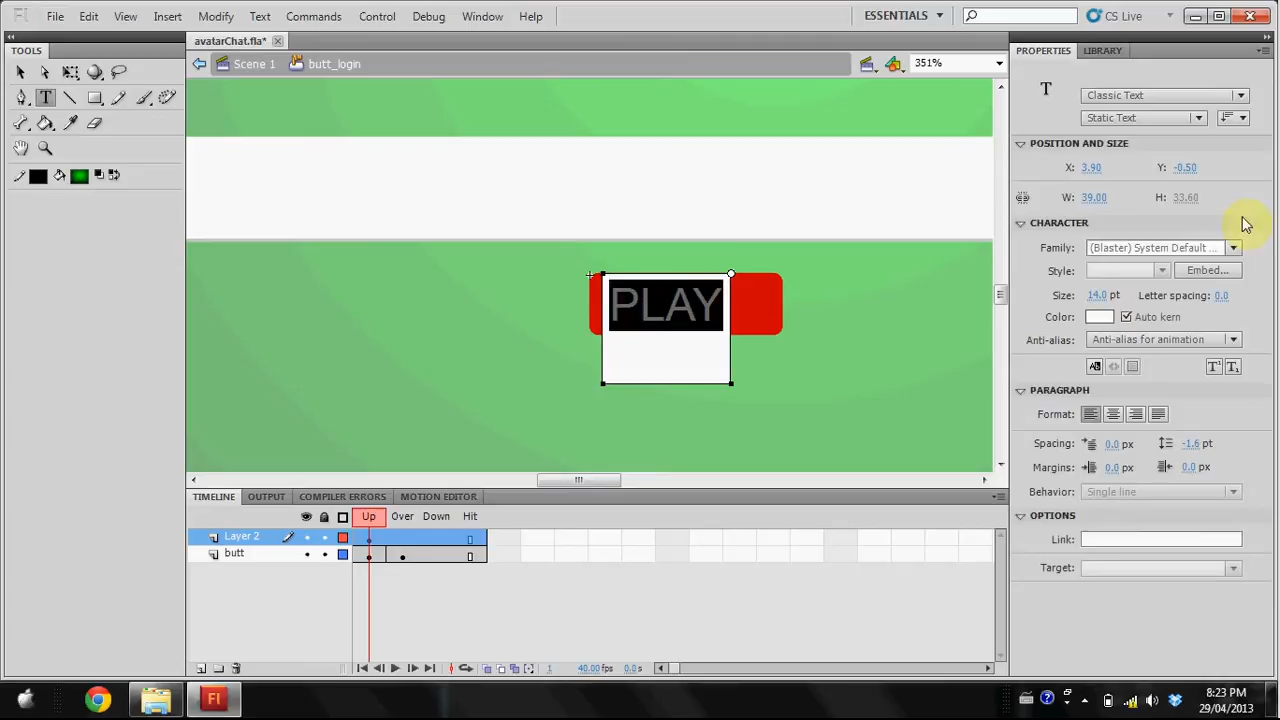 Fl File Edit View Insert Modify Text Commands Control Debug Window Help ESSENTIALS CS Live
avatarChat.fla*
TOOLS
Scene 1 butt_login 351%
PLAY
PROPERTIES LIBRARY
T Classic Text
Static Text
POSITION AND SIZE
X: 3.90 Y: -0.50
W: 39.00 H: 33.60
CHARACTER
Family: (Blaster) System Default ...
Style: Embed...
Size: 14.0 pt Letter spacing: 0.0
Color: Auto kern
Anti-alias: Anti-alias for animation
PARAGRAPH
Format:
Spacing: 0.0 px -1.6 pt
Margins: 0.0 px 0.0 px
Behavior: Single line
OPTIONS
Link:
Target:
TIMELINE OUTPUT COMPILER ERRORS MOTION EDITOR
Up Over Down Hit
Layer 2
butt
1 40.00 fps 0.0 s
Fl
8:23 PM
29/04/2013